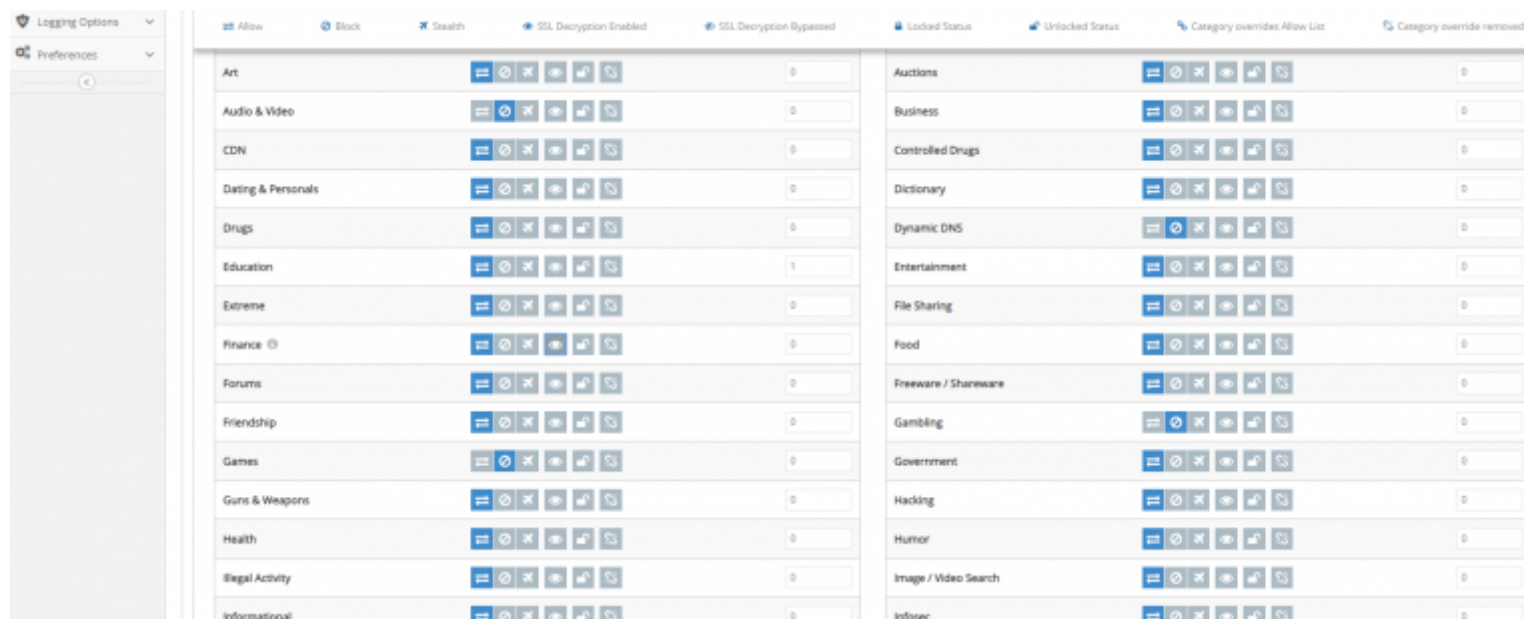 Logging Options
Preferences
Allow Block Stealth SSL Decryption Enabled SSL Decryption Bypassed Locked Status Unlocked Status Category overrides Allow List Category override removed
Art 0 Auctions 0
Audio & Video 0 Business 0
CDN 0 Controlled Drugs 0
Dating & Personals 0 Dictionary 0
Drugs 0 Dynamic DNS 0
Education 1 Entertainment 0
Extreme 0 File Sharing 0
Finance 0 Food 0
Forums 0 Freeware / Shareware 0
Friendship 0 Gambling 0
Games 0 Government 0
Guns & Weapons 0 Hacking 0
Health 0 Humor 0
Illegal Activity 0 Image / Video Search 0
Informational 0 Infosec 0